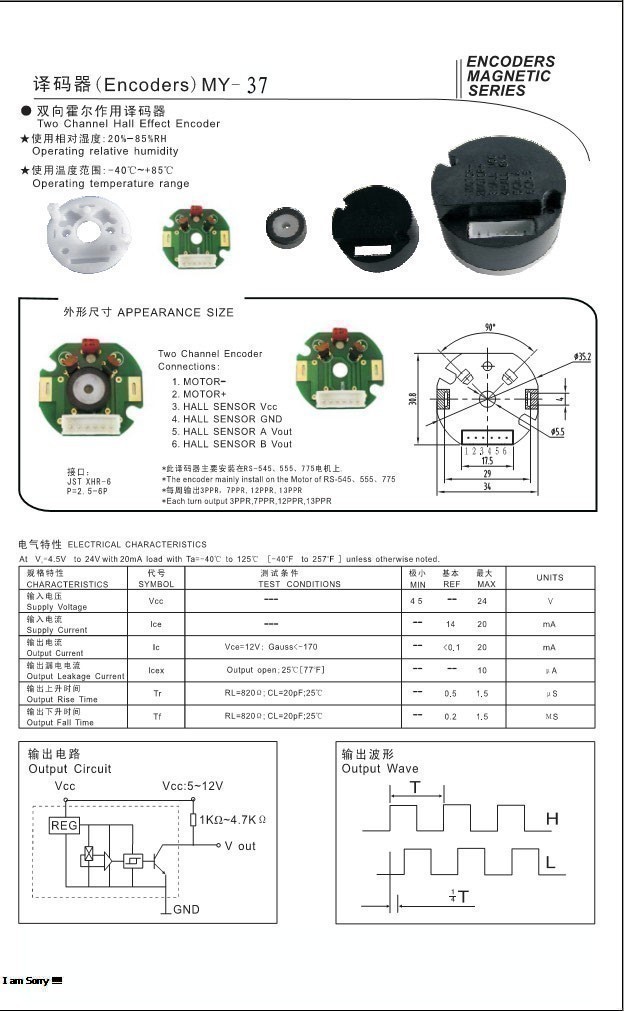 译码器(Encoders)MY-37
ENCODERS
MAGNETIC
SERIES
● 双向霍尔作用译码器
Two Channel Hall Effect Encoder
★使用相对湿度:20%-85%RH
Operating relative humidity
★使用温度范围:-40℃~+85℃
Operating temperature range
外形尺寸 APPEARANCE SIZE
Two Channel Encoder
Connections:
1. MOTOR-
2. MOTOR+
3. HALL SENSOR Vcc
4. HALL SENSOR GND
5. HALL SENSOR A Vout
6. HALL SENSOR B Vout
接口:
JST XHR-6
P=2.5-6P
*此译码器主要安装在RS-545、555、775电机上.
*The encoder mainly install on the Motor of RS-545、555、775
*每周输出3PPR, 7PPR, 12PPR, 13PPR
*Each turn output 3PPR,7PPR,12PPR,13PPR
90°
ø35.2
30.8
4
ø5.5
1 2 3 4 5 6
17.5
29
34
电气特性 ELECTRICAL CHARACTERISTICS
At V.=4.5V to 24V with 20mA load with Ta=-40℃ to 125℃ [-40℉ to 257℉] unless otherwise noted.
规格特性 代号 测试条件 极小 基本 最大
CHARACTERISTICS SYMBOL TEST CONDITIONS MIN REF MAX UNITS
输入电压
Supply Voltage Vcc --- 4 5 -- 24 V
输入电流
Supply Current Ice --- -- 14 20 mA
输出电流
Output Current Ic Vce=12V; Gauss<-170 -- <0.1 20 mA
输出漏电电流
Output Leakage Current Icex Output open;25℃[77℉] -- -- 10 μA
输出上升时间
Output Rise Time Tr RL=820Ω; CL=20pF;25℃ -- 0.5 1.5 μS
输出下升时间
Output Fall Time Tf RL=820Ω; CL=20pF;25℃ -- 0.2 1.5 MS
输出电路
Output Circuit
Vcc Vcc:5~12V
REG
1KΩ~4.7KΩ
V out
GND
输出波形
Output Wave
T
H
L
1/4 T
I am Sorry !!!!